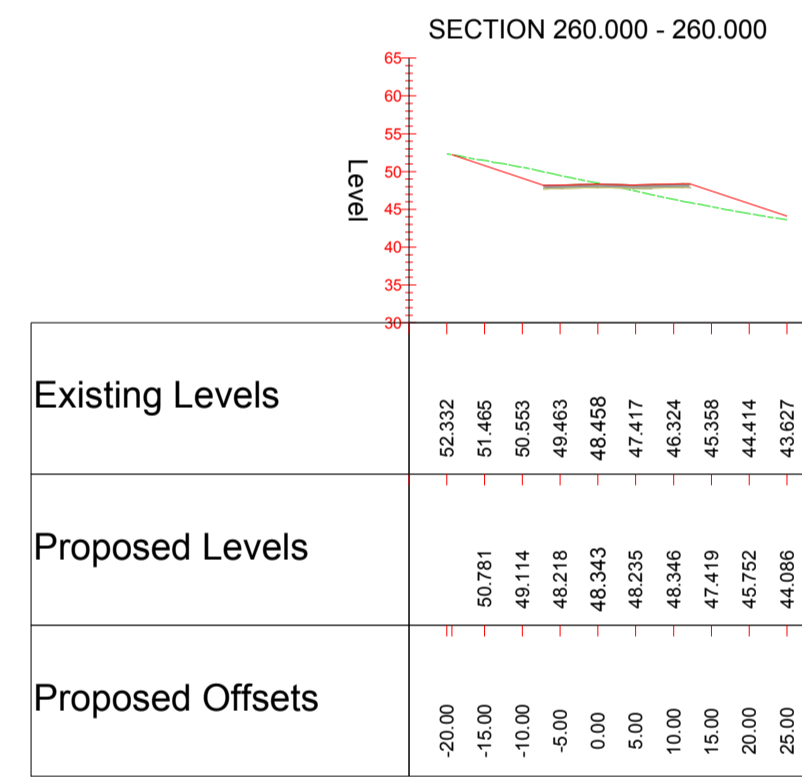 SECTION 260.000 - 260.000
65
60
55
50
45
40
35
30
Level
Existing Levels
52.332 51.465 50.553 49.463 48.458 47.417 46.324 45.358 44.414 43.627
Proposed Levels
50.781 49.114 48.218 48.343 48.235 48.346 47.419 45.752 44.086
Proposed Offsets
-20.00 -15.00 -10.00 -5.00 0.00 5.00 10.00 15.00 20.00 25.00